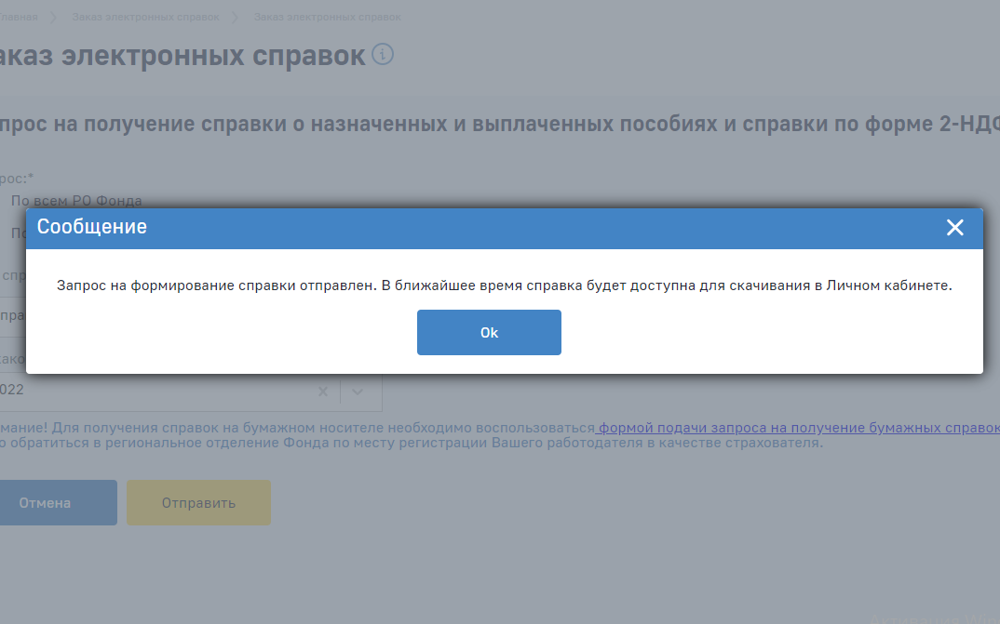 Главная > Заказ электронных справок > Заказ электронных справок
аказ электронных справок
прос на получение справки о назначенных и выплаченных пособиях и справки по форме 2-НДФ
рос:*
По всем РО Фонда
По
Сообщение
Запрос на формирование справки отправлен. В ближайшее время справка будет доступна для скачивания в Личном кабинете.
Ok
спр
пра
како
022
мание! Для получения справок на бумажном носителе необходимо воспользоваться формой подачи запроса на получение бумажных справок
о обратиться в региональное отделение Фонда по месту регистрации Вашего работодателя в качестве страхователя.
Отмена
Отправить